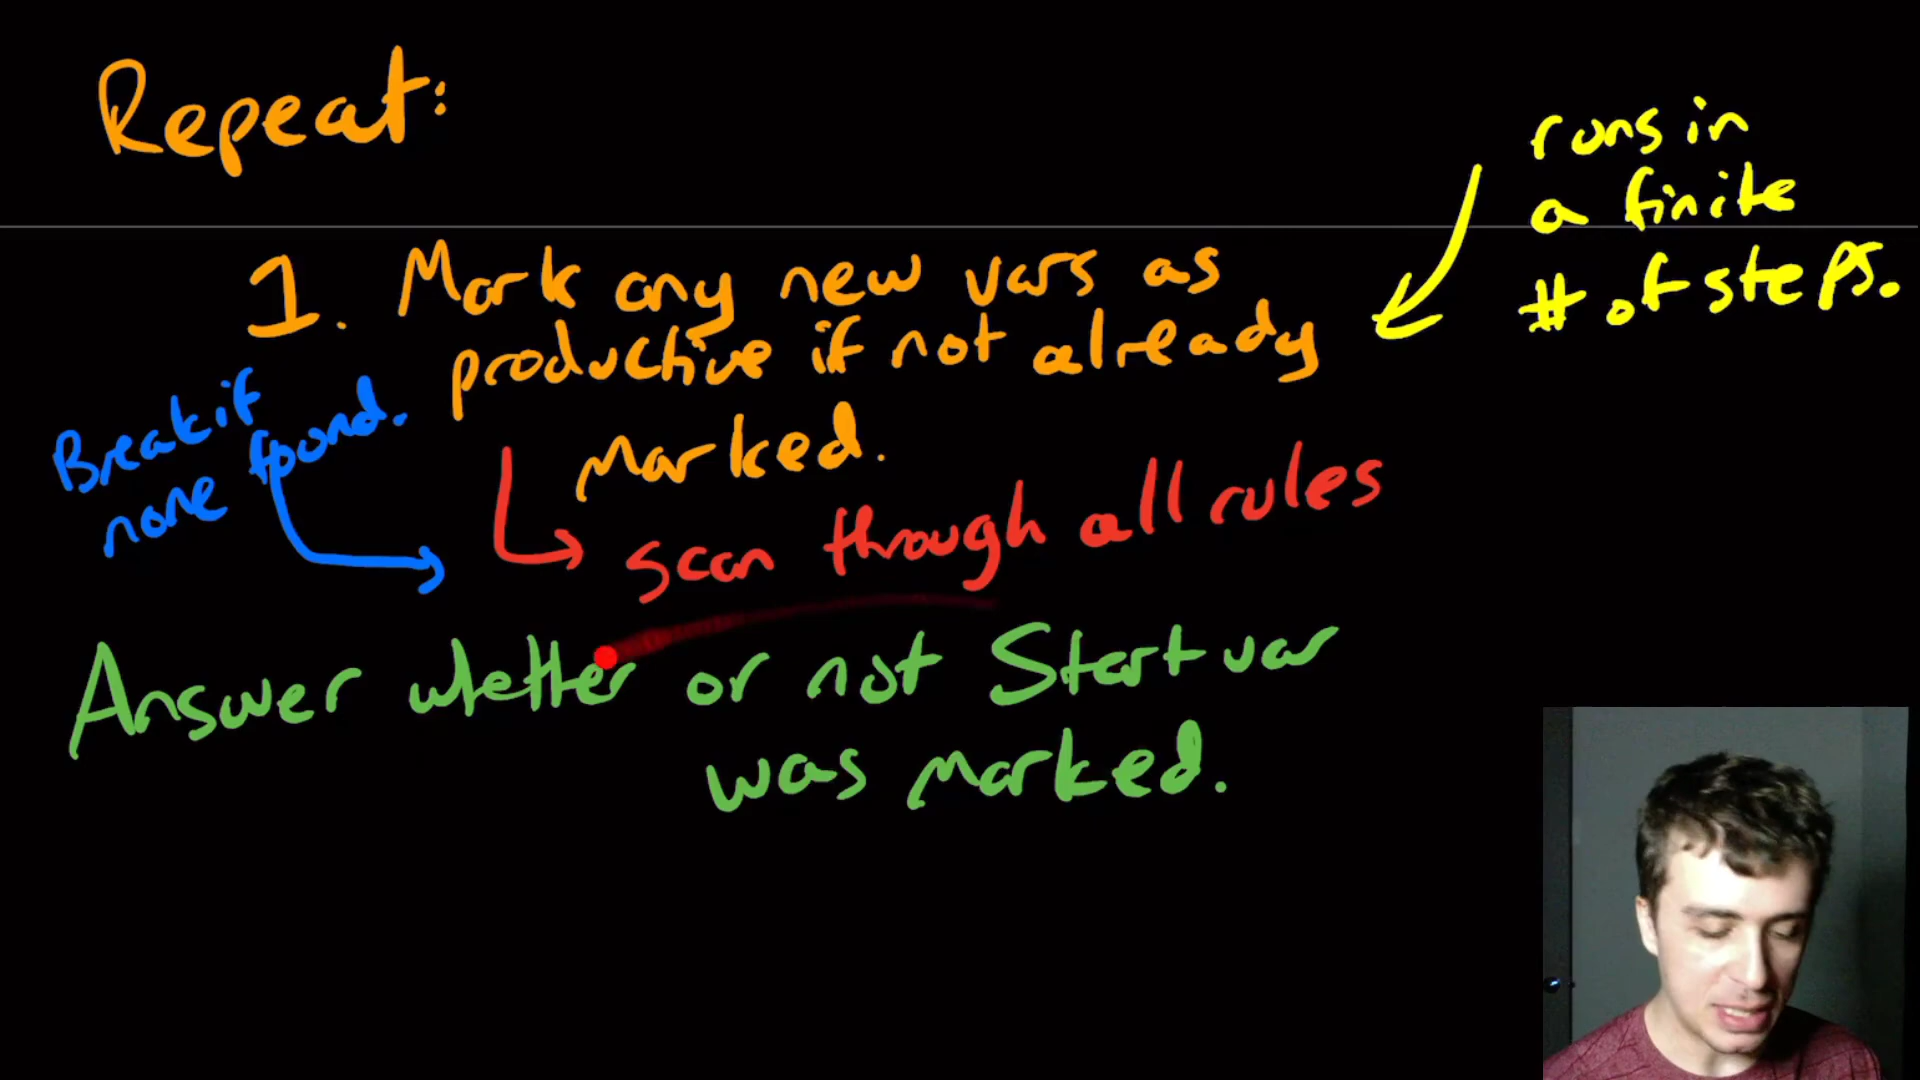 Repeat:
1. Mark any new vars as
productive if not already
marked.
scan through all rules
Break if
none found.
Answer whether or not Start var
was marked.
runs in
a finite
# of steps.